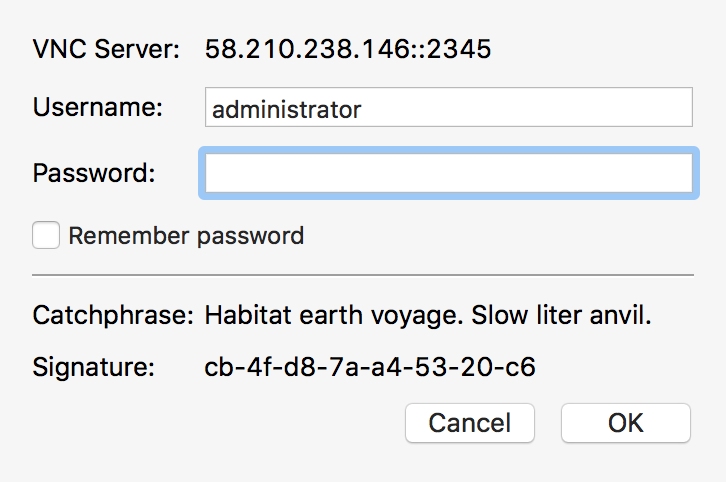 VNC Server: 58.210.238.146::2345
Username: administrator
Password:
Remember password
Catchphrase: Habitat earth voyage. Slow liter anvil.
Signature: cb-4f-d8-7a-a4-53-20-c6
Cancel OK